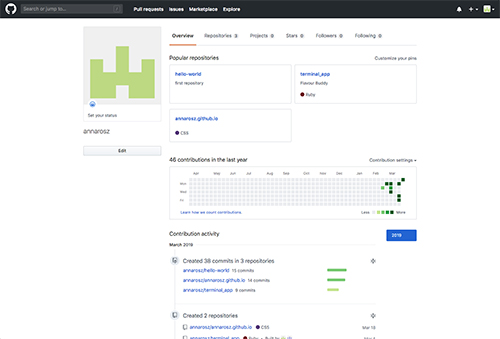 Search or jump to... / Pull requests Issues Marketplace Explore
Overview Repositories 3 Projects 0 Stars 0 Followers 0 Following 0
Popular repositories Customize your pins
hello-world
first repository
terminal_app
Flavour Buddy
Ruby
annarosz.github.io
CSS
Set your status
annarosz
Edit
46 contributions in the last year Contribution settings
Apr May Jun Jul Aug Sep Oct Nov Dec Jan Feb Mar
Mon
Wed
Fri
Learn how we count contributions Less More
Contribution activity 2019
March 2019
Created 38 commits in 3 repositories
annarosz/hello-world 15 commits
annarosz/annarosz.github.io 14 commits
annarosz/terminal_app 9 commits
Created 2 repositories
annarosz/annarosz.github.io CSS Mar 19
annarosz/terminal_app Ruby